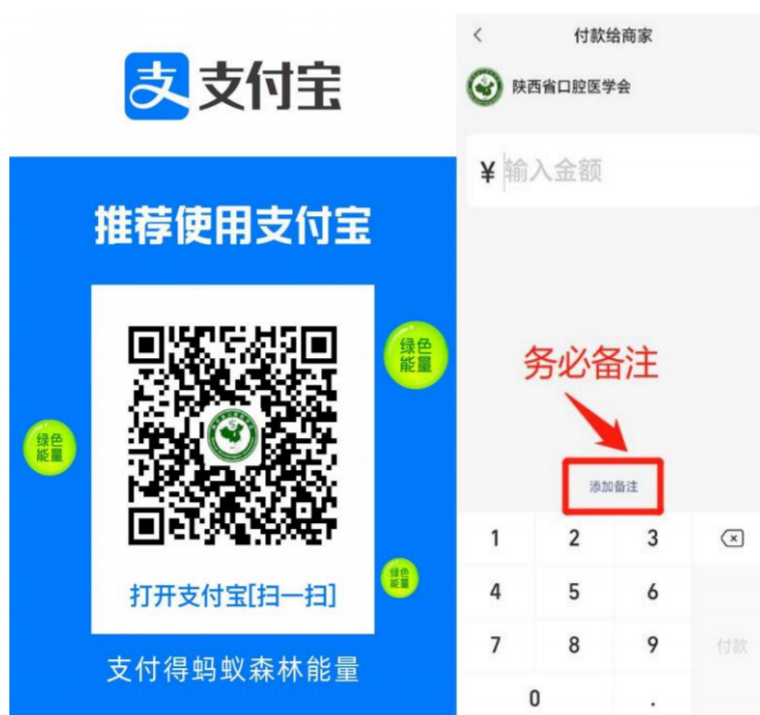 支 支付宝
推荐使用支付宝
绿色
能量
绿色
能量
绿色
能量
打开支付宝[扫一扫]
支付得蚂蚁森林能量
付款给商家
陕西省口腔医学会
¥ 输入金额
务必备注
添加备注
1 2 3
4 5 6
7 8 9 付款
0 .